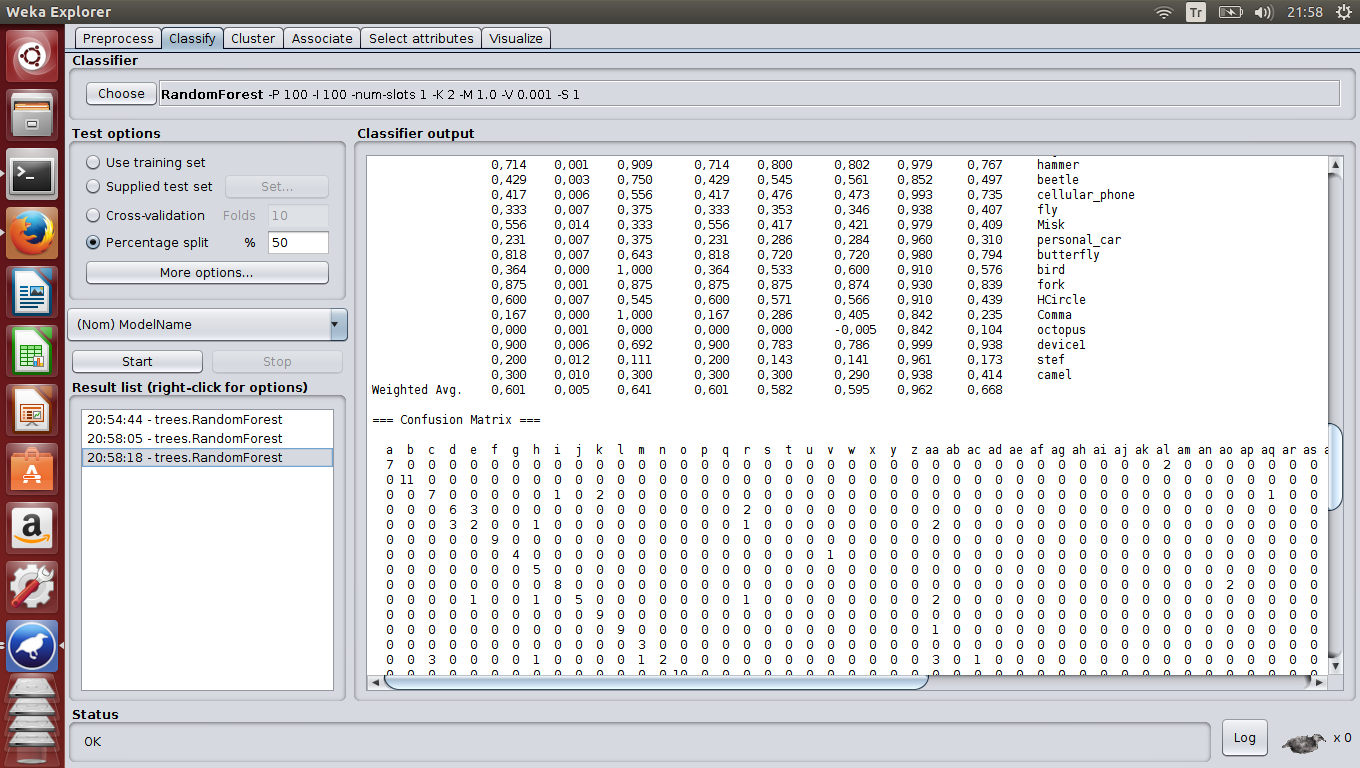 Weka Explorer
Tr 21:58
Preprocess Classify Cluster Associate Select attributes Visualize
Classifier
Choose RandomForest -P 100 -I 100 -num-slots 1 -K 2 -M 1.0 -V 0.001 -S 1
Test options
Use training set
Supplied test set Set...
Cross-validation Folds 10
Percentage split % 50
More options...
(Nom) ModelName
Start Stop
Result list (right-click for options)
20:54:44 - trees.RandomForest
20:58:05 - trees.RandomForest
20:58:18 - trees.RandomForest
Classifier output
0,714 0,001 0,909 0,714 0,800 0,802 0,979 0,767 hammer
0,429 0,003 0,750 0,429 0,545 0,561 0,852 0,497 beetle
0,417 0,006 0,556 0,417 0,476 0,473 0,993 0,735 cellular_phone
0,333 0,007 0,375 0,333 0,353 0,346 0,938 0,407 fly
0,556 0,014 0,333 0,556 0,417 0,421 0,979 0,409 Misk
0,231 0,007 0,375 0,231 0,286 0,284 0,960 0,310 personal_car
0,818 0,007 0,643 0,818 0,720 0,720 0,980 0,794 butterfly
0,364 0,000 1,000 0,364 0,533 0,600 0,910 0,576 bird
0,875 0,001 0,875 0,875 0,875 0,874 0,930 0,839 fork
0,600 0,007 0,545 0,600 0,571 0,566 0,910 0,439 HCircle
0,167 0,000 1,000 0,167 0,286 0,405 0,842 0,235 Comma
0,000 0,001 0,000 0,000 0,000 -0,005 0,842 0,104 octopus
0,900 0,006 0,692 0,900 0,783 0,786 0,999 0,938 device1
0,200 0,012 0,111 0,200 0,143 0,141 0,961 0,173 stef
0,300 0,010 0,300 0,300 0,300 0,290 0,938 0,414 camel
Weighted Avg. 0,601 0,005 0,641 0,601 0,582 0,595 0,962 0,668
=== Confusion Matrix ===
a b c d e f g h i j k l m n o p q r s t u v w x y z aa ab ac ad ae af ag ah ai aj ak al am an ao ap aq ar as
7 0 0 0 0 0 0 0 0 0 0 0 0 0 0 0 0 0 0 0 0 0 0 0 0 0 0 0 0 0 0 0 0 0 0 0 0 2 0 0 0 0 0 0 0
0 11 0 0 0 0 0 0 0 0 0 0 0 0 0 0 0 0 0 0 0 0 0 0 0 0 0 0 0 0 0 0 0 0 0 0 0 0 0 0 0 0 0 0 0
0 0 7 0 0 0 0 0 1 0 2 0 0 0 0 0 0 0 0 0 0 0 0 0 0 0 0 0 0 0 0 0 0 0 0 0 0 0 0 0 0 0 1 0 0
0 0 0 6 3 0 0 0 0 0 0 0 0 0 0 0 0 2 0 0 0 0 0 0 0 0 0 0 0 0 0 0 0 0 0 0 0 0 0 0 0 0 0 0 0
0 0 0 3 2 0 0 1 0 0 0 0 0 0 0 0 0 1 0 0 0 0 0 0 0 0 2 0 0 0 0 0 0 0 0 0 0 0 0 0 0 0 0 0 0
0 0 0 0 0 9 0 0 0 0 0 0 0 0 0 0 0 0 0 0 0 0 0 0 0 0 0 0 0 0 0 0 0 0 0 0 0 0 0 0 0 0 0 0 0
0 0 0 0 0 0 4 0 0 0 0 0 0 0 0 0 0 0 0 0 0 1 0 0 0 0 0 0 0 0 0 0 0 0 0 0 0 0 0 0 0 0 0 0 0
0 0 0 0 0 0 0 5 0 0 0 0 0 0 0 0 0 0 0 0 0 0 0 0 0 0 0 0 0 0 0 0 0 0 0 0 0 0 0 0 0 0 0 0 0
0 0 0 0 0 0 0 0 8 0 0 0 0 0 0 0 0 0 0 0 0 0 0 0 0 0 0 0 0 0 0 0 0 0 0 0 0 0 0 0 2 0 0 0 0
0 0 0 0 1 0 0 1 0 5 0 0 0 0 0 0 0 1 0 0 0 0 0 0 0 0 2 0 0 0 0 0 0 0 0 0 0 0 0 0 0 0 0 0 0
0 0 0 0 0 0 0 0 0 0 9 0 0 0 0 0 0 0 0 0 0 0 0 0 0 0 0 0 0 0 0 0 0 0 0 0 0 0 0 0 0 0 0 0 0
0 0 0 0 0 0 0 0 0 0 0 9 0 0 0 0 0 0 0 0 0 0 0 0 0 0 1 0 0 0 0 0 0 0 0 0 0 0 0 0 0 0 0 0 0
0 0 0 0 0 0 0 0 0 0 0 0 3 0 0 0 0 0 0 0 0 0 0 0 0 0 0 0 0 0 0 0 0 0 0 0 0 0 0 0 0 0 0 0 0
0 0 3 0 0 0 0 1 0 0 0 0 1 2 0 0 0 0 0 0 0 0 0 0 0 0 3 0 1 0 0 0 0 0 0 0 0 0 0 0 0 0 0 0 0
Status
OK
Log x 0